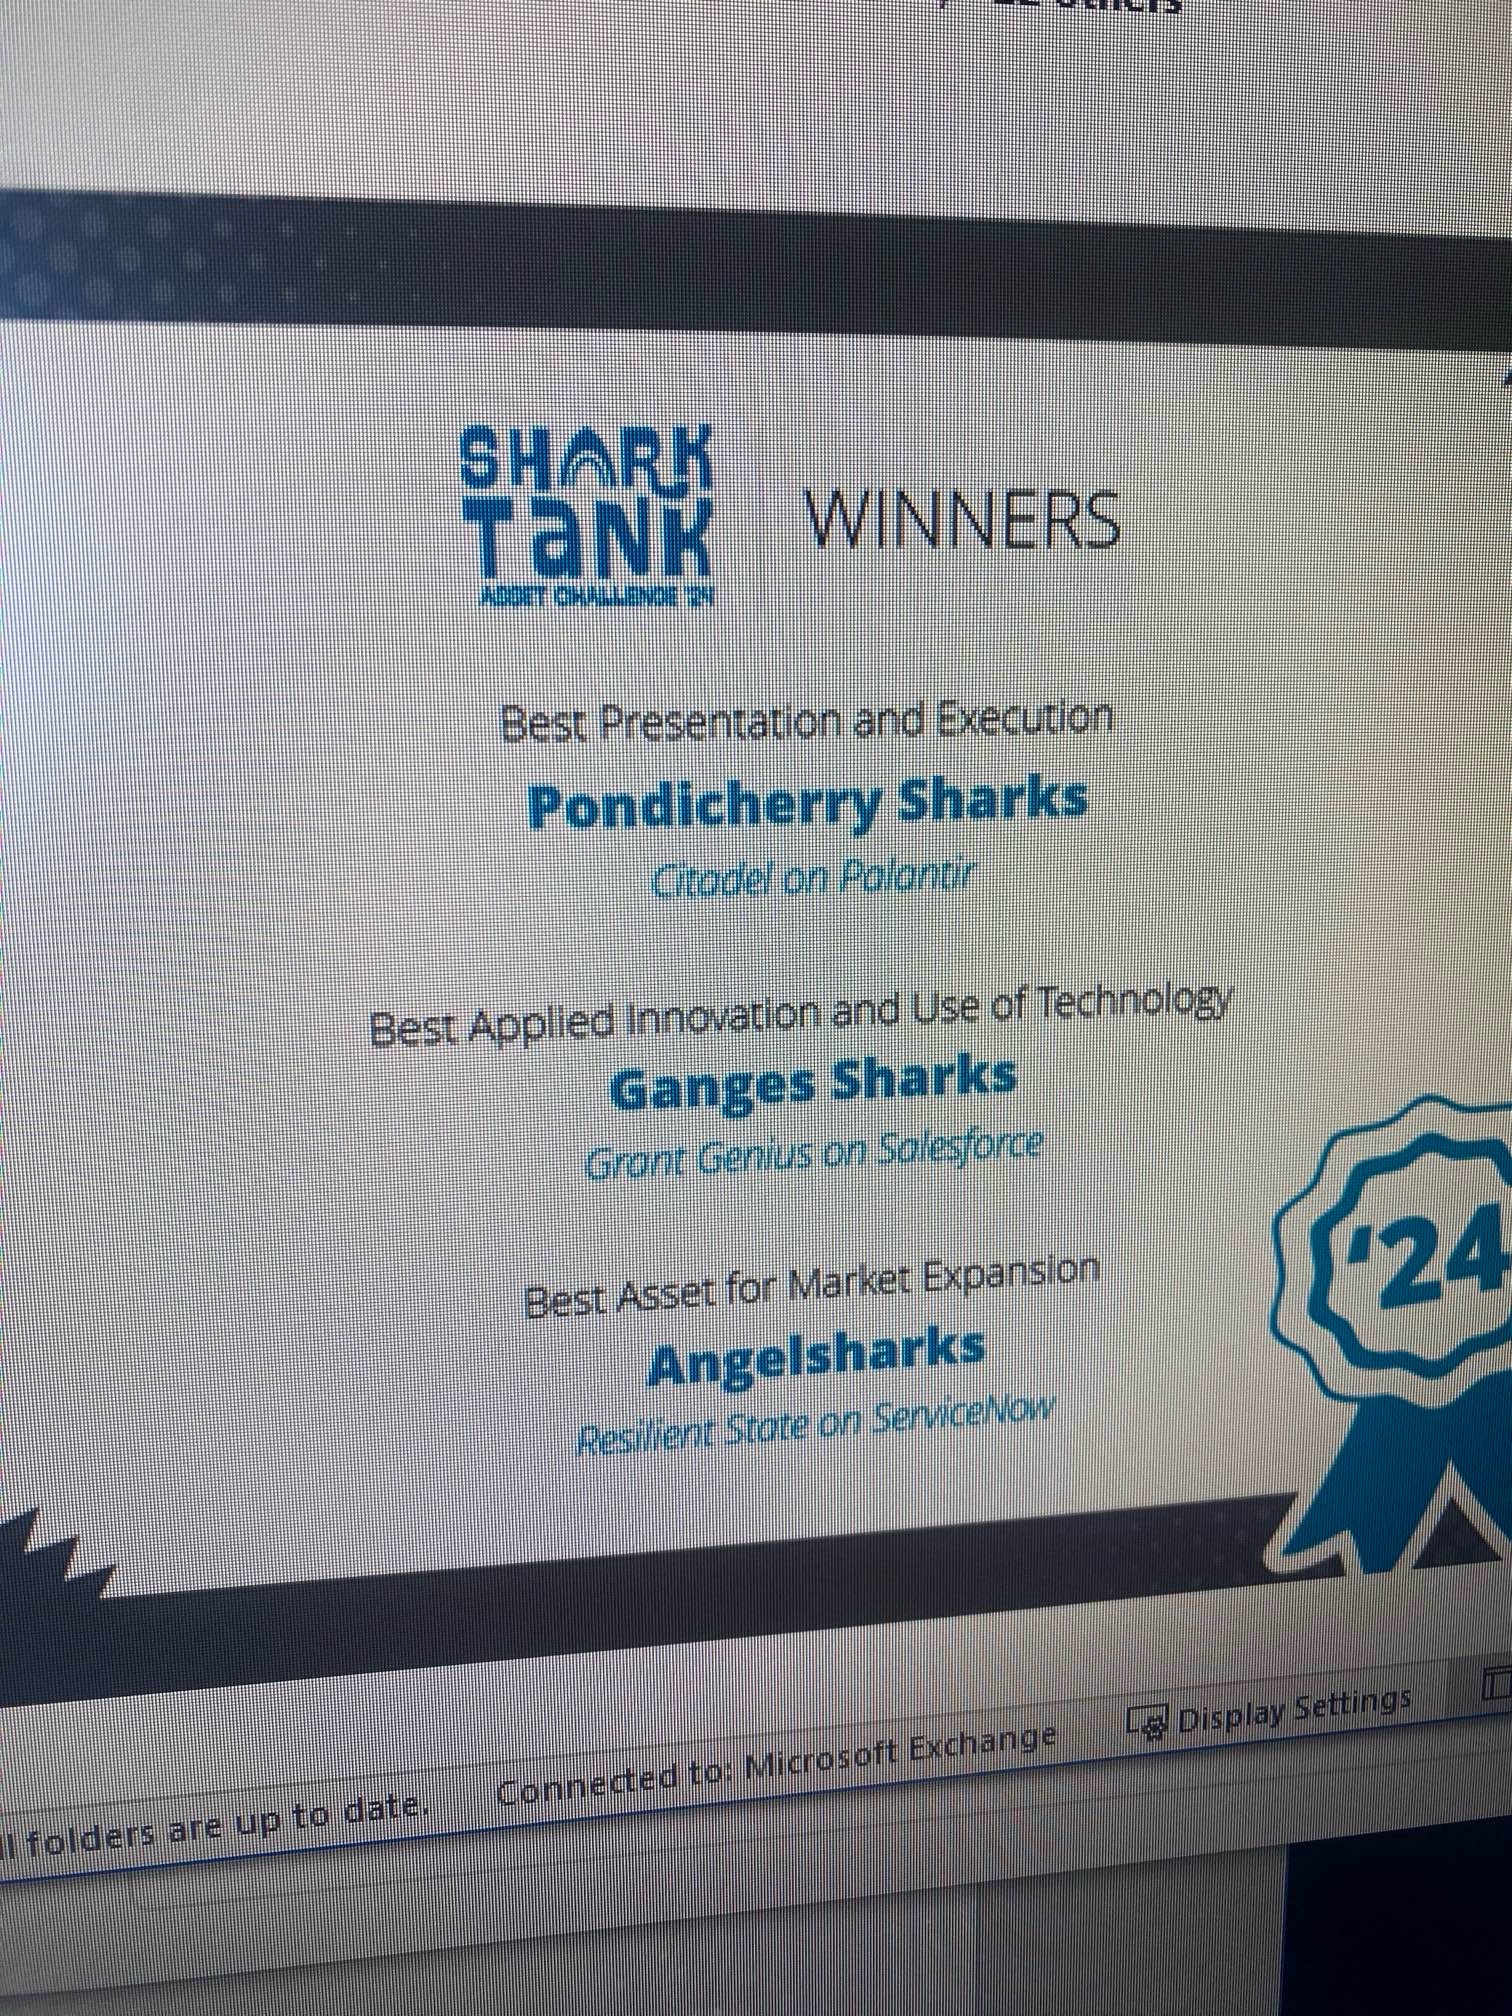 others
SHARK
TANK
ASSET CHALLENGE '24
WINNERS
Best Presentation and Execution
Pondicherry Sharks
Citadel on Palantir
Best Applied Innovation and Use of Technology
Ganges Sharks
Grant Genius on Salesforce
Best Asset for Market Expansion
Angelsharks
Resilient State on ServiceNow
'24
folders are up to date. Connected to: Microsoft Exchange Display Settings